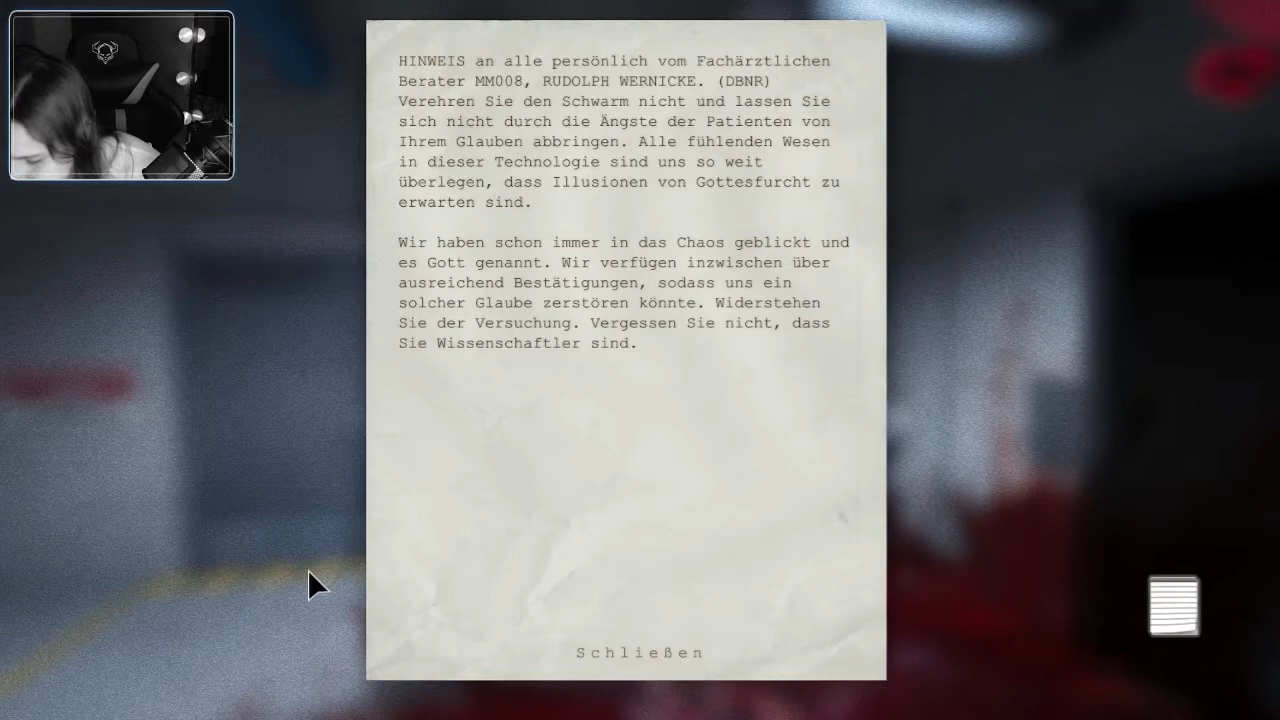 HINWEIS an alle persönlich vom Fachärztlichen
Berater MM008, RUDOLPH WERNICKE. (DBNR)
Verehren Sie den Schwarm nicht und lassen Sie
sich nicht durch die Ängste der Patienten von
Ihrem Glauben abbringen. Alle fühlenden Wesen
in dieser Technologie sind uns so weit
überlegen, dass Illusionen von Gottesfurcht zu
erwarten sind.
Wir haben schon immer in das Chaos geblickt und
es Gott genannt. Wir verfügen inzwischen über
ausreichend Bestätigungen, sodass uns ein
solcher Glaube zerstören könnte. Widerstehen
Sie der Versuchung. Vergessen Sie nicht, dass
Sie Wissenschaftler sind.
Schließen